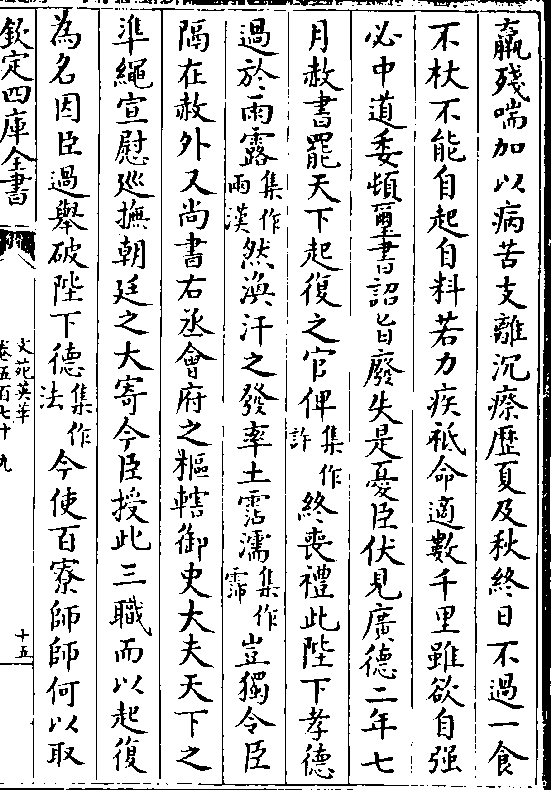 羸殘喘加以病苦支離沉瘵歴夏及秋終日不過一食
不杖不能自起自料若力疾祇命適數千里雖欲自强
必中道委頓璽書詔旨廢失是憂臣伏見廣德二年七
月赦書罷天下起復之官俾集作許終喪禮此陛下孝德
過於雨露集作雨漢然渙汗之發率土霑濡集作霈豈獨令臣
隔在赦外又尚書右丞㑹府之樞轄御史大夫天下之
準繩宣慰廵撫朝廷之大寄今臣授此三職而以起復
為名因臣過舉破陛下德集作法今使百寮師師何以取
欽定四庫全書
文苑英華
卷五百七十九
十五